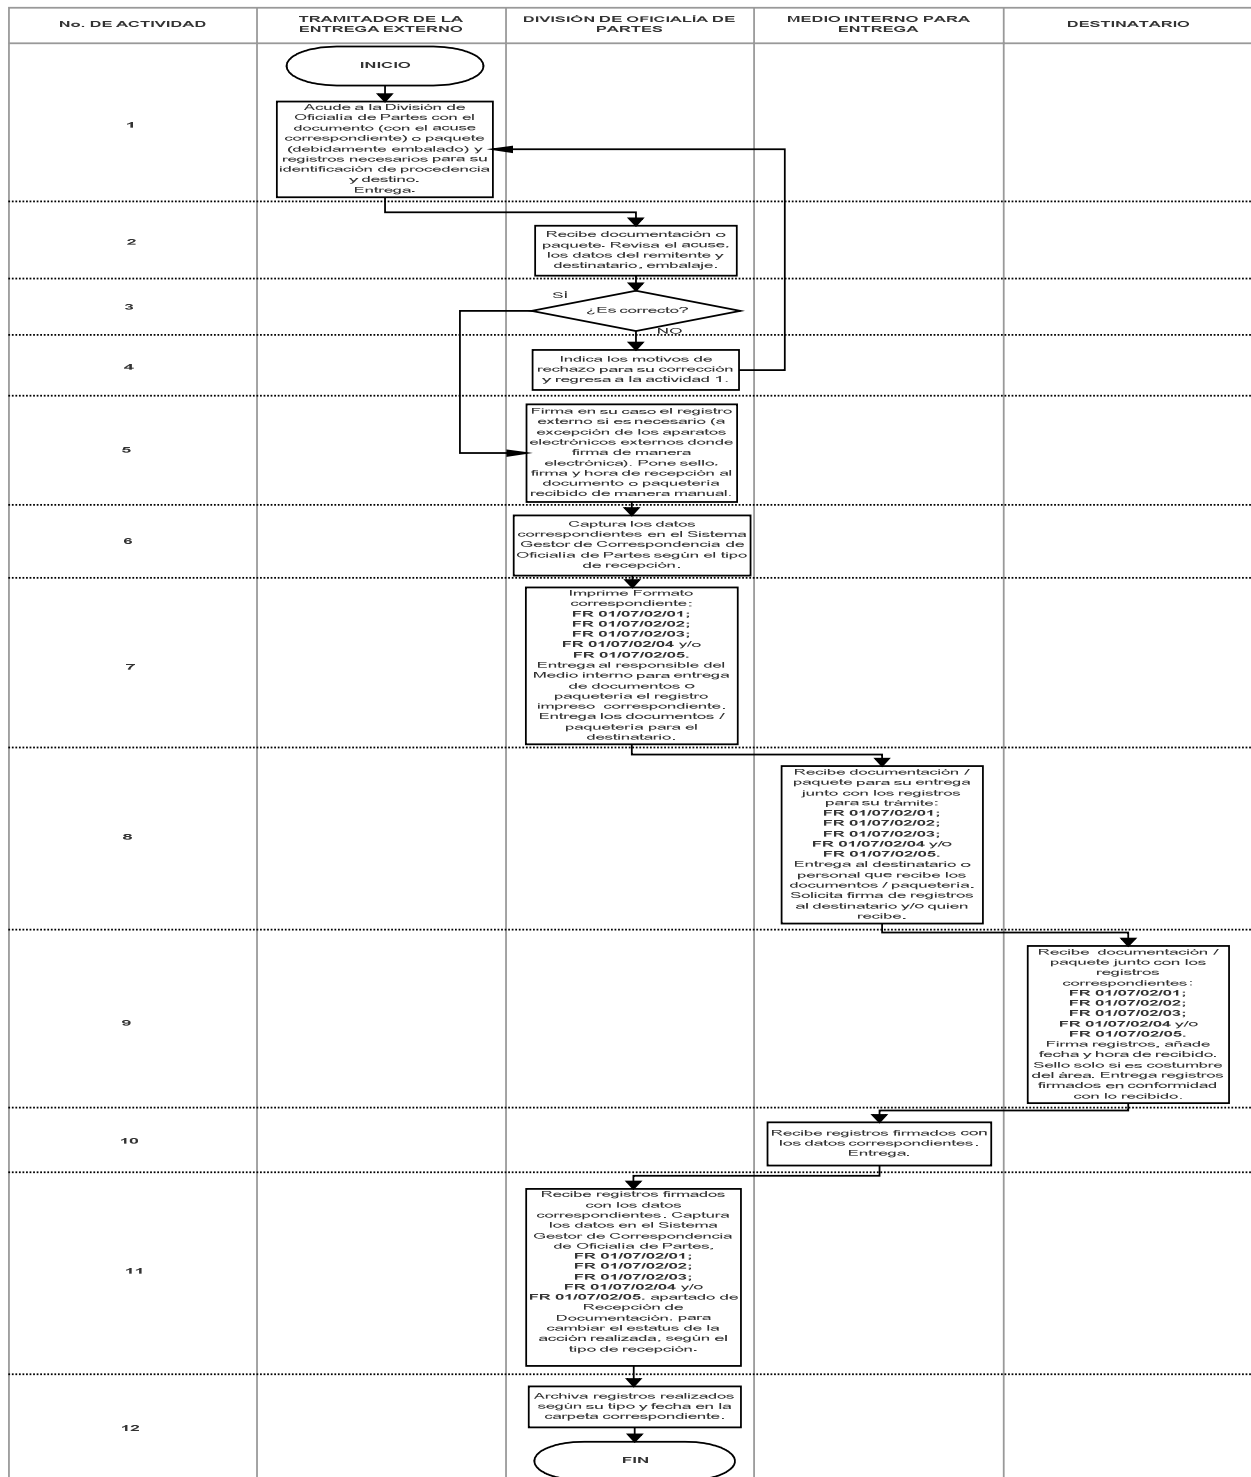 No. DE ACTIVIDAD
TRAMITADOR DE LA
ENTREGA EXTERNO
DIVISIÓN DE OFICIALÍA DE
PARTES
MEDIO INTERNO PARA
ENTREGA
DESTINATARIO
INICIO
1
Acude a la División de
Oficialía de Partes con el
documento (con el acuse
correspondiente) o paquete
(debidamente embalado) y
registros necesarios para su
identificación de procedencia
y destino.
Entrega.
2
Recibe documentación o
paquete. Revisa el acuse,
los datos del remitente y
destinatario, embalaje.
3
SÍ
¿Es correcto?
NO
4
Indica los motivos de
rechazo para su corrección
y regresa a la actividad 1.
5
Firma en su caso el registro
externo si es necesario (a
excepción de los aparatos
electrónicos externos donde
firma de manera
electrónica). Pone sello,
firma y hora de recepción al
documento o paquetería
recibido de manera manual.
6
Captura los datos
correspondientes en el Sistema
Gestor de Correspondencia de
Oficialía de Partes según el tipo
de recepción.
7
Imprime Formato
correspondiente:
FR 01/07/02/01;
FR 01/07/02/02;
FR 01/07/02/03;
FR 01/07/02/04 y/o
FR 01/07/02/05.
Entrega al responsible del
Medio interno para entrega
de documentos o
paquetería el registro
impreso correspondiente.
Entrega los documentos /
paquetería para el
destinatario.
8
Recibe documentación /
paquete para su entrega
junto con los registros
para su trámite:
FR 01/07/02/01;
FR 01/07/02/02;
FR 01/07/02/03;
FR 01/07/02/04 y/o
FR 01/07/02/05.
Entrega al destinatario o
personal que recibe los
documentos / paquetería.
Solicita firma de registros
al destinatario y/o quien
recibe.
9
Recibe documentación /
paquete junto con los
registros
correspondientes:
FR 01/07/02/01;
FR 01/07/02/02;
FR 01/07/02/03;
FR 01/07/02/04 y/o
FR 01/07/02/05.
Firma registros, añade
fecha y hora de recibido.
Sello solo si es costumbre
del área. Entrega registros
firmados en conformidad
con lo recibido.
10
Recibe registros firmados con
los datos correspondientes.
Entrega.
11
Recibe registros firmados
con los datos
correspondientes. Captura
los datos en el Sistema
Gestor de Correspondencia
de Oficialía de Partes,
FR 01/07/02/01;
FR 01/07/02/02;
FR 01/07/02/03;
FR 01/07/02/04 y/o
FR 01/07/02/05. apartado de
Recepción de
Documentación, para
cambiar el estatus de la
acción realizada, según el
tipo de recepción.
12
Archiva registros realizados
según su tipo y fecha en la
carpeta correspondiente.
FIN